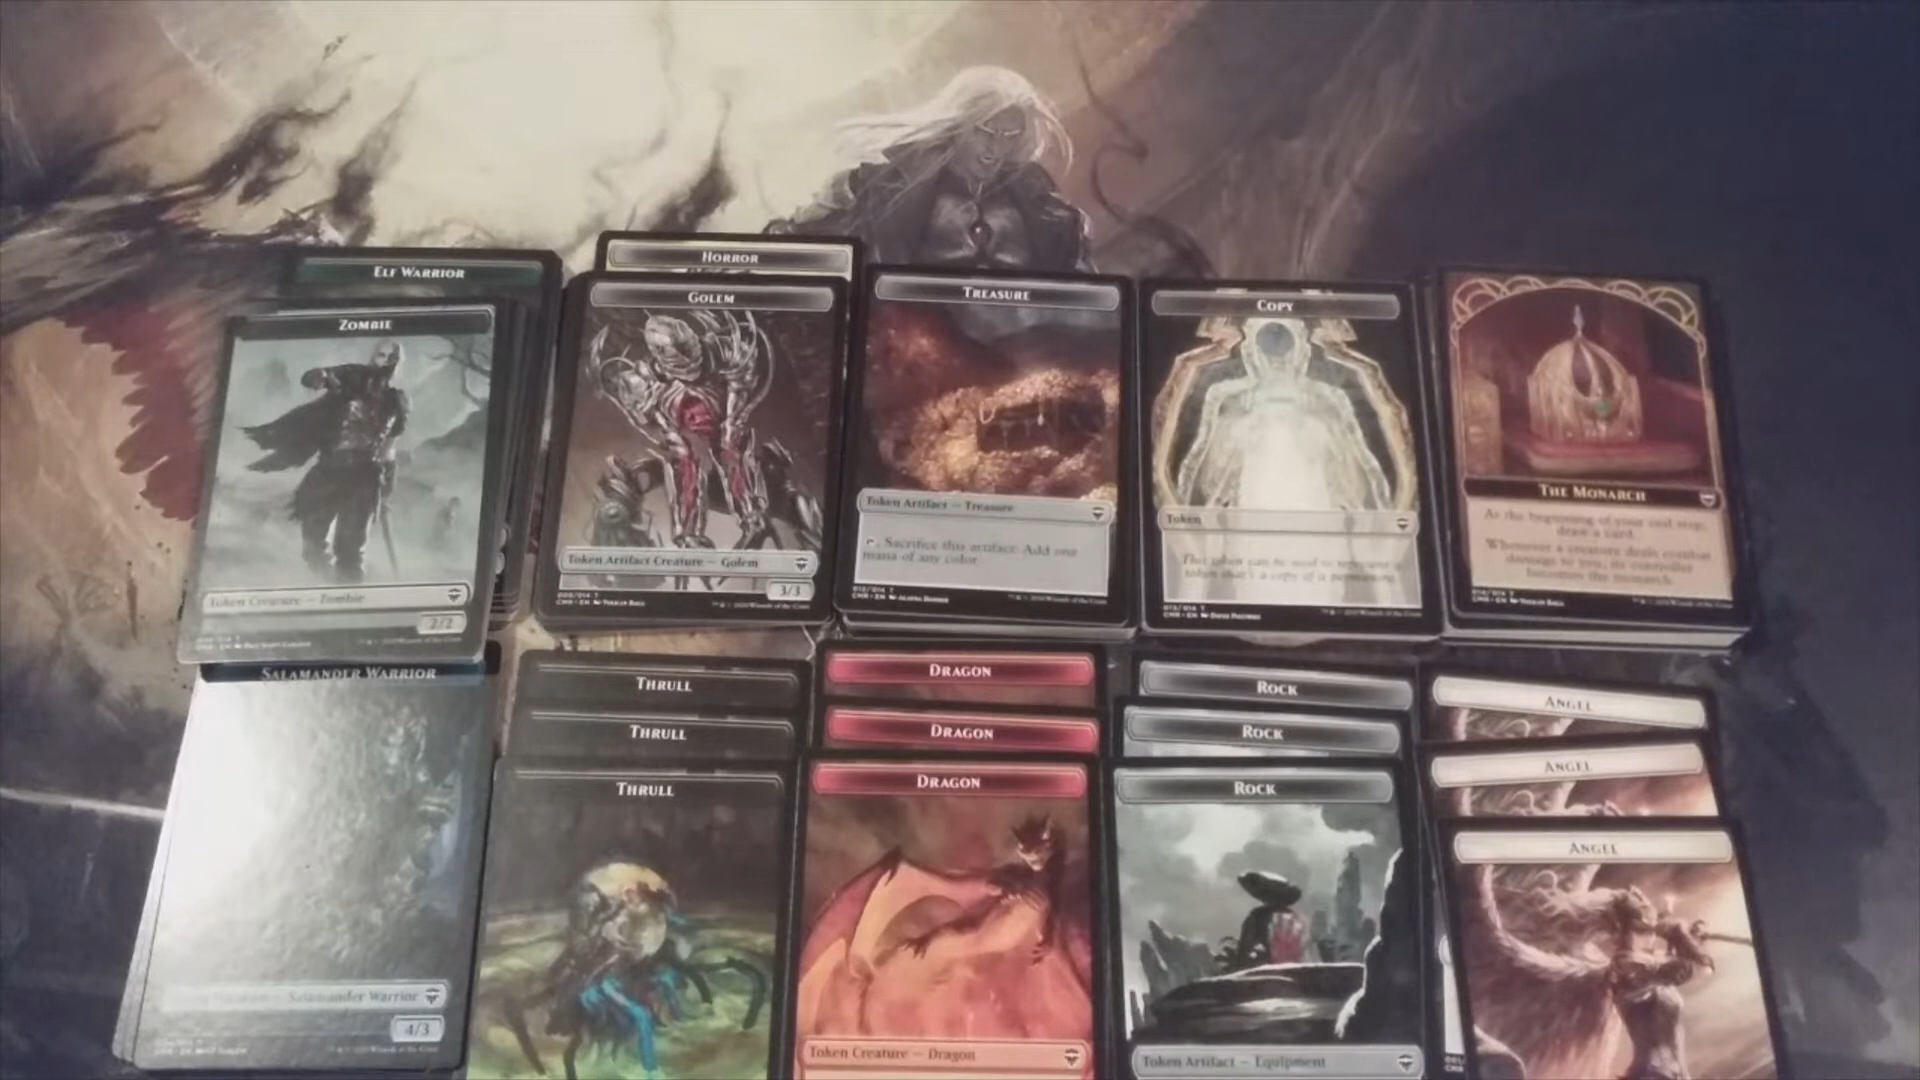 ELF WARRIOR
ZOMBIE
Token Creature — Zombie
2/2
HORROR
GOLEM
Token Artifact Creature — Golem
3/3
TREASURE
Token Artifact — Treasure
Sacrifice this artifact: Add one
mana of any color
COPY
Token
This token can be used to represent a
token that's a copy of a permanent.
THE MONARCH
At the beginning of your end step,
draw a card.
Whenever a creature deals combat
damage to you, its controller
becomes the monarch.
SALAMANDER WARRIOR
Salamander Warrior
4/3
THRULL
THRULL
THRULL
DRAGON
DRAGON
DRAGON
Token Creature — Dragon
ROCK
ROCK
ROCK
Token Artifact — Equipment
ANGEL
ANGEL
ANGEL